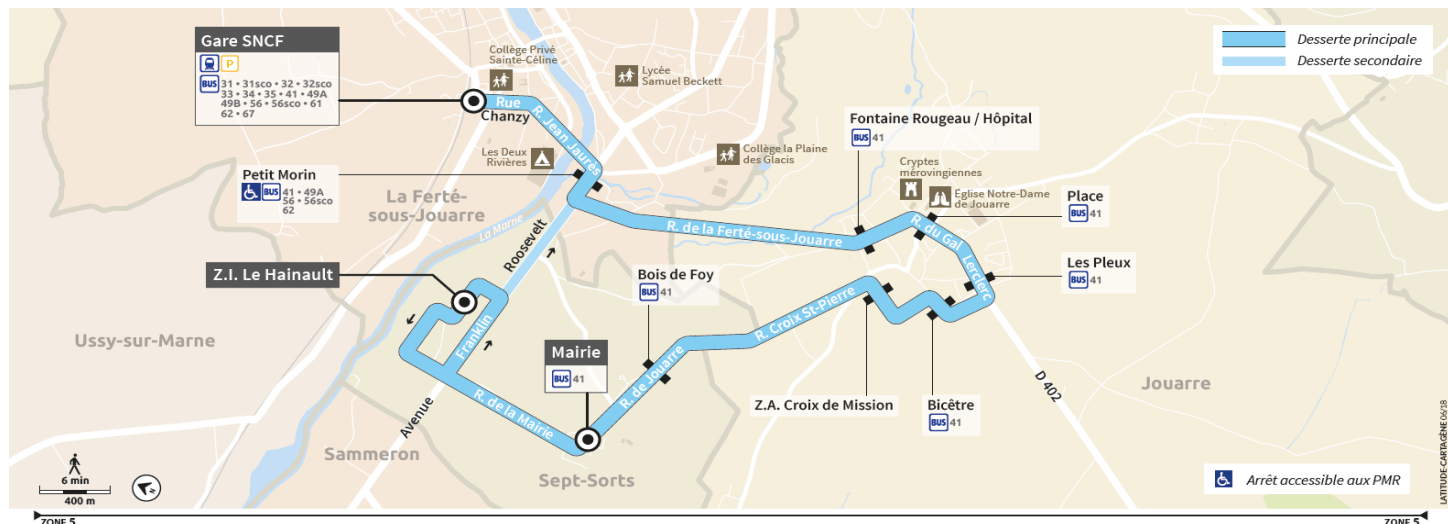 Gare SNCF
P
BUS 31 • 31sco • 32 • 32sco
33 • 34 • 35 • 41 • 49A
49B • 56 • 56sco • 61
62 • 67
Collège Privé
Sainte-Céline
Lycée
Samuel Beckett
Desserte principale
Desserte secondaire
Rue
Chanzy
R. Jean Jaurès
Les Deux
Rivières
Collège la Plaine
des Glacis
Fontaine Rougeau / Hôpital
BUS 41
Cryptes
mérovingiennes
Église Notre-Dame
de Jouarre
Place
BUS 41
Petit Morin
BUS 41 • 49A
56 • 56sco
62
La Ferté-
sous-Jouarre
La Marne
R. de la Ferté-sous-Jouarre
R. du Gal
Lerclerc
Les Pleux
BUS 41
Z.I. Le Hainault
Roosevelt
Franklin
Avenue
Bois de Foy
BUS 41
R. Croix St-Pierre
Ussy-sur-Marne
Mairie
BUS 41
R. de Jouarre
R. de la Mairie
Z.A. Croix de Mission
Bicêtre
BUS 41
D 402
Jouarre
Sammeron
Sept-Sorts
6 min
400 m
N
Arrêt accessible aux PMR
LATITUDE-CARTAGÈNE 06/18
ZONE 5
ZONE 5